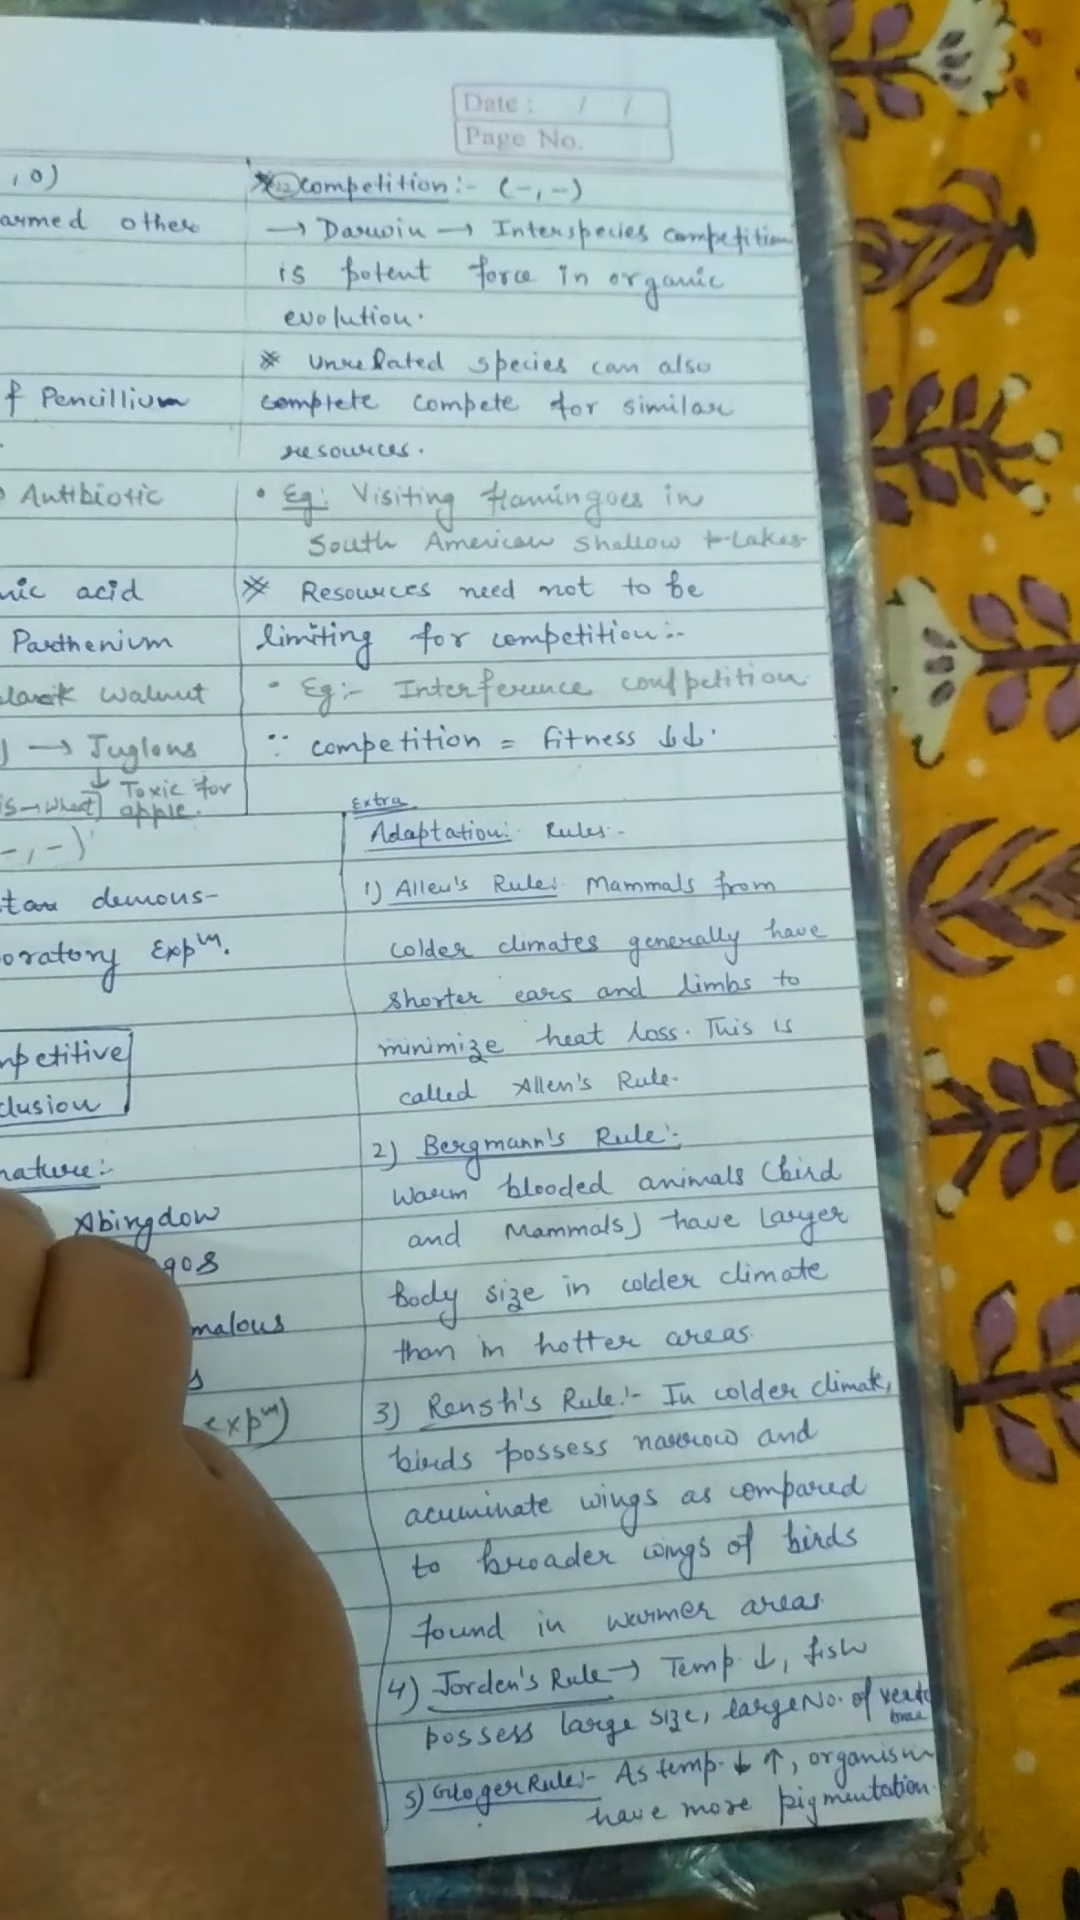 Date : / /
Page No.
, 0)
armed other
f Pencillium
Antibiotic
nic acid
Parthenium
walnut
→ Juglons
↓ Toxic for
apple.
-, -)
demons-
oratory Expᵐ.
mpetitive
clusion
nature:-
Abingdow
gos
malous
s
expᵐ)
competition :- (-, -)
→ Darwin → Interspecies competition
is potent force in organic
evolution.
* unrelated species can also
complete compete for similar
resources.
• Eg: Visiting flamingoes in
South American shallow Lakes
* Resources need not to be
limiting for competition :-
• Eg:- Interference competition.
∵ competition = fitness ↓↓.
Extra
Adaptation: Rules -
1) Allen's Rule: Mammals from
colder climates generally have
shorter ears and limbs to
minimize heat loss. This is
called Allen's Rule.
2) Bergmann's Rule :-
Warm blooded animals (bird
and Mammals) have Larger
Body size in colder climate
than in hotter areas.
3) Rensh's Rule :- In colder climate,
birds possess narrow and
acuminate wings as compared
to broader wings of birds
found in warmer areas.
4) Jorden's Rule → Temp. ↓, fish
possess large size, large No. of vertebrae
5) Gloger Rule :- As temp. ↑, organism
have more pigmentation.